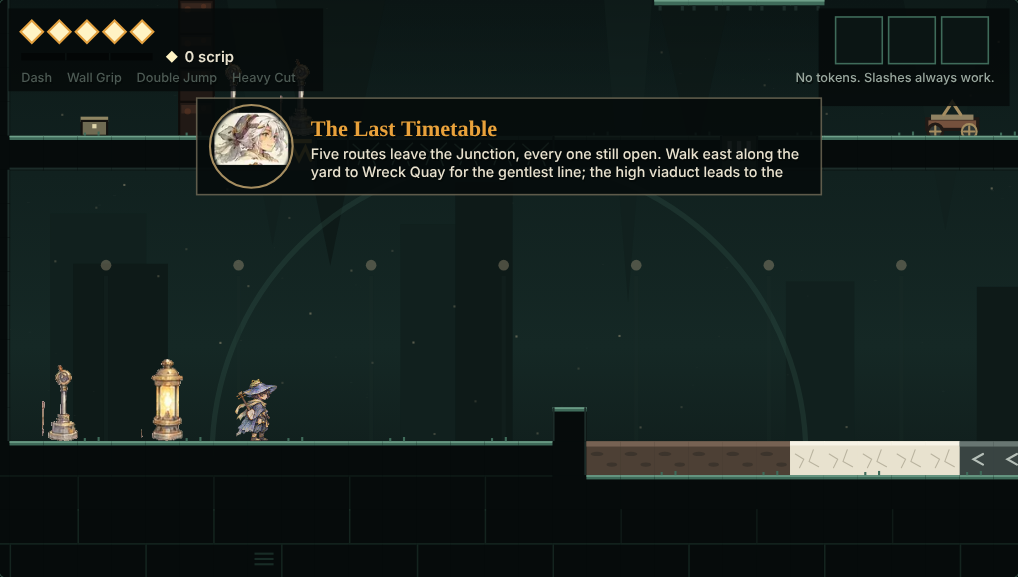 0 scrip
Dash Wall Grip Double Jump Heavy Cut
No tokens. Slashes always work.
The Last Timetable
Five routes leave the Junction, every one still open. Walk east along the
yard to Wreck Quay for the gentlest line; the high viaduct leads to the